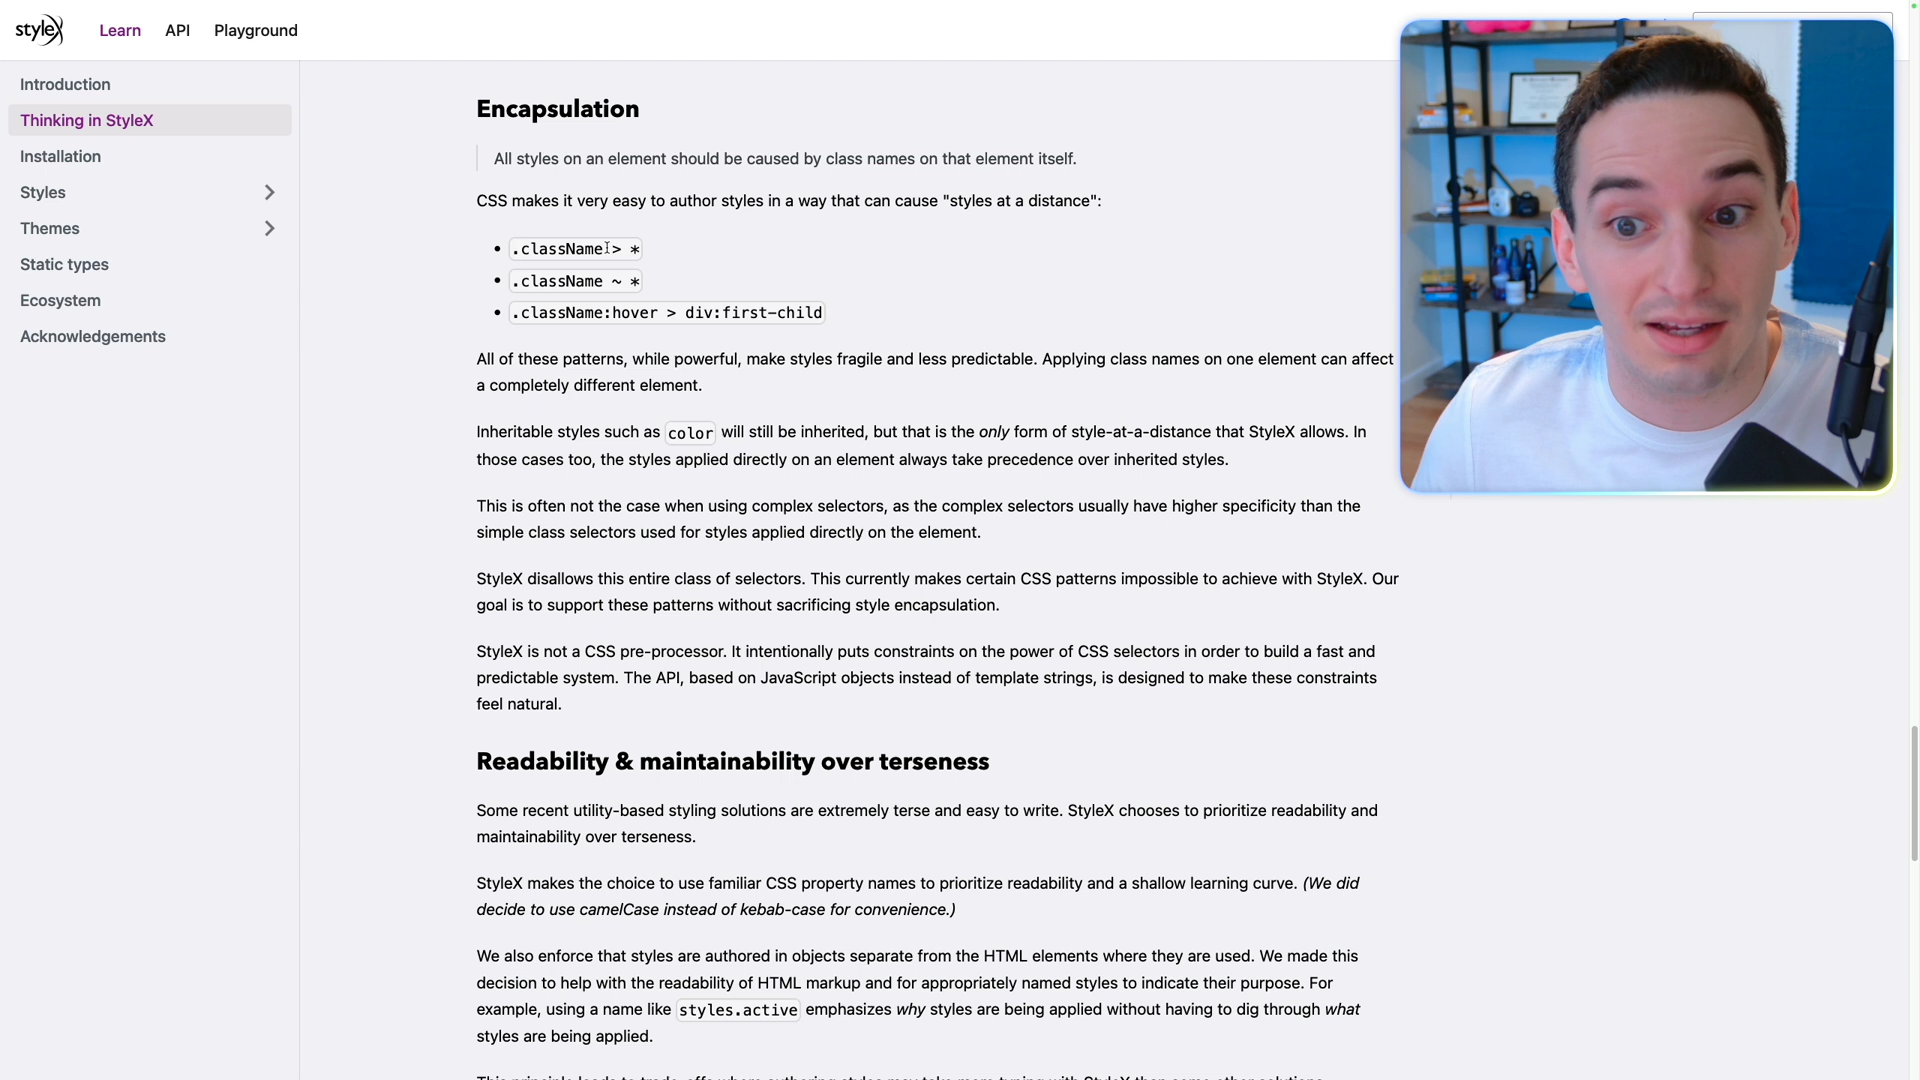 styleX
Learn
API
Playground
Introduction
Thinking in StyleX
Installation
Styles
Themes
Static types
Ecosystem
Acknowledgements
Encapsulation
All styles on an element should be caused by class names on that element itself.
CSS makes it very easy to author styles in a way that can cause "styles at a distance":
• .className > *
• .className ~ *
• .className:hover > div:first-child
All of these patterns, while powerful, make styles fragile and less predictable. Applying class names on one element can affect
a completely different element.
Inheritable styles such as color will still be inherited, but that is the only form of style-at-a-distance that StyleX allows. In
those cases too, the styles applied directly on an element always take precedence over inherited styles.
This is often not the case when using complex selectors, as the complex selectors usually have higher specificity than the
simple class selectors used for styles applied directly on the element.
StyleX disallows this entire class of selectors. This currently makes certain CSS patterns impossible to achieve with StyleX. Our
goal is to support these patterns without sacrificing style encapsulation.
StyleX is not a CSS pre-processor. It intentionally puts constraints on the power of CSS selectors in order to build a fast and
predictable system. The API, based on JavaScript objects instead of template strings, is designed to make these constraints
feel natural.
Readability & maintainability over terseness
Some recent utility-based styling solutions are extremely terse and easy to write. StyleX chooses to prioritize readability and
maintainability over terseness.
StyleX makes the choice to use familiar CSS property names to prioritize readability and a shallow learning curve. (We did
decide to use camelCase instead of kebab-case for convenience.)
We also enforce that styles are authored in objects separate from the HTML elements where they are used. We made this
decision to help with the readability of HTML markup and for appropriately named styles to indicate their purpose. For
example, using a name like styles.active emphasizes why styles are being applied without having to dig through what
styles are being applied.